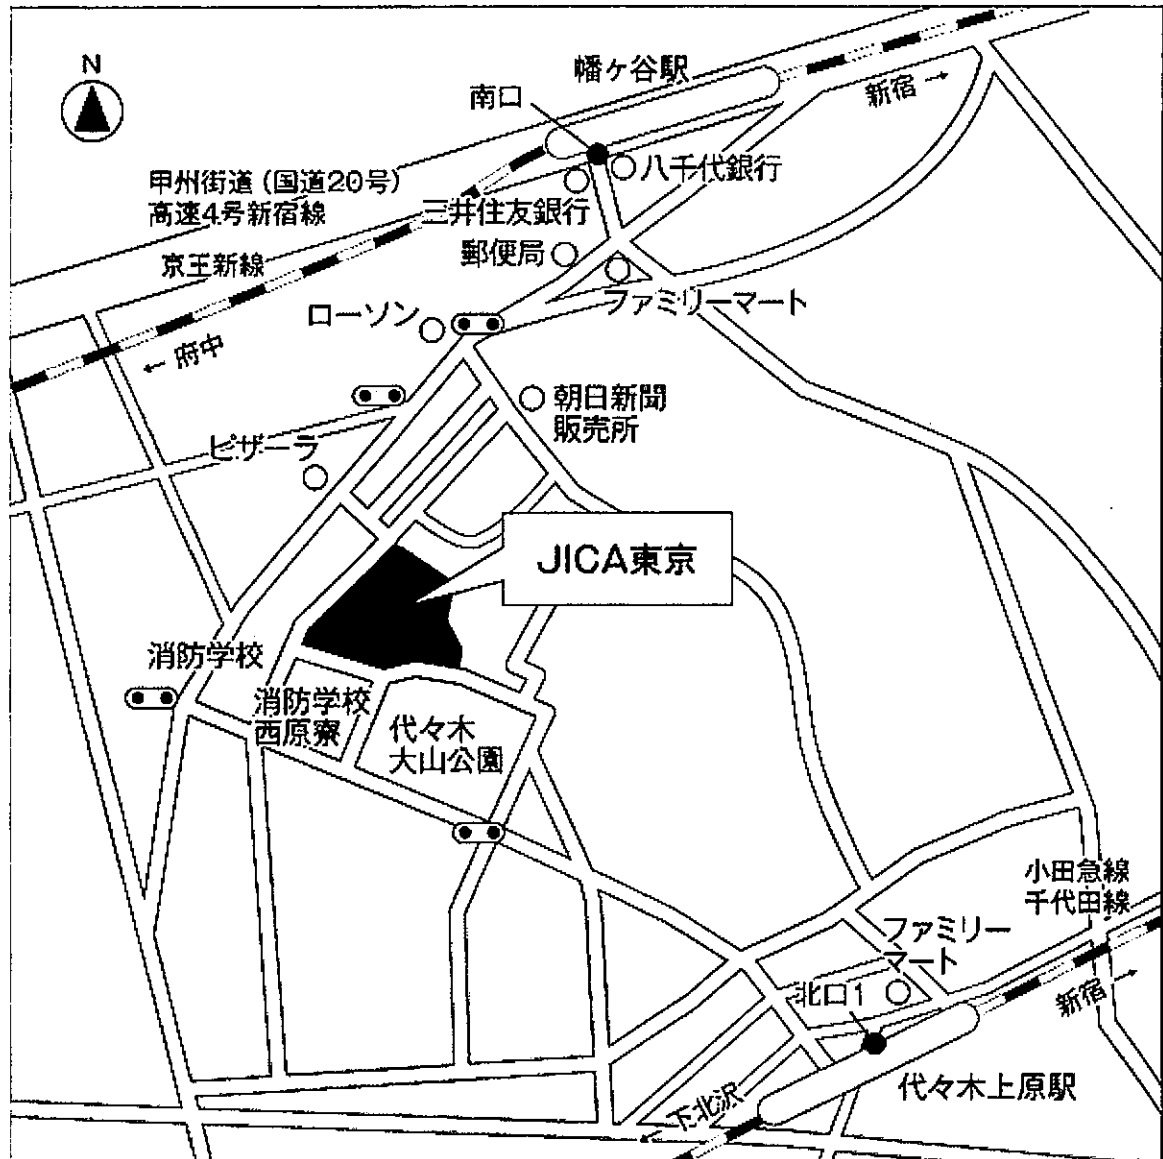 N
幡ヶ谷駅
南口
新宿 →
八千代銀行
甲州街道 (国道20号)
高速4号新宿線
三井住友銀行
郵便局
京王新線
ローソン
ファミリーマート
← 府中
朝日新聞
販売所
ピザーラ
JICA東京
消防学校
消防学校
西原寮
代々木
大山公園
小田急線
千代田線
ファミリー
マート
北口1
新宿 →
代々木上原駅
← 下北沢